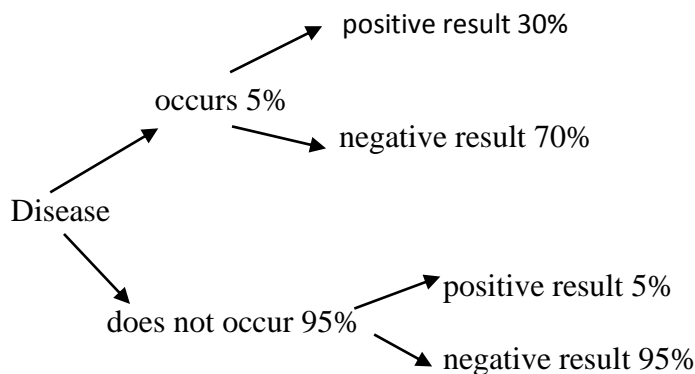 positive result 30%
occurs 5%
negative result 70%
Disease
positive result 5%
does not occur 95%
negative result 95%